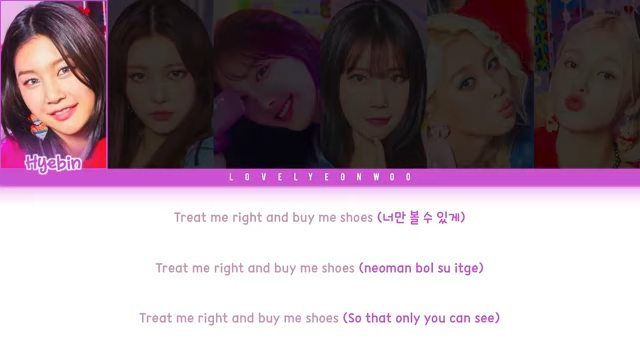 Hyebin
LOVELYEONWOO
Treat me right and buy me shoes (너만 볼 수 있게)
Treat me right and buy me shoes (neoman bol su itge)
Treat me right and buy me shoes (So that only you can see)